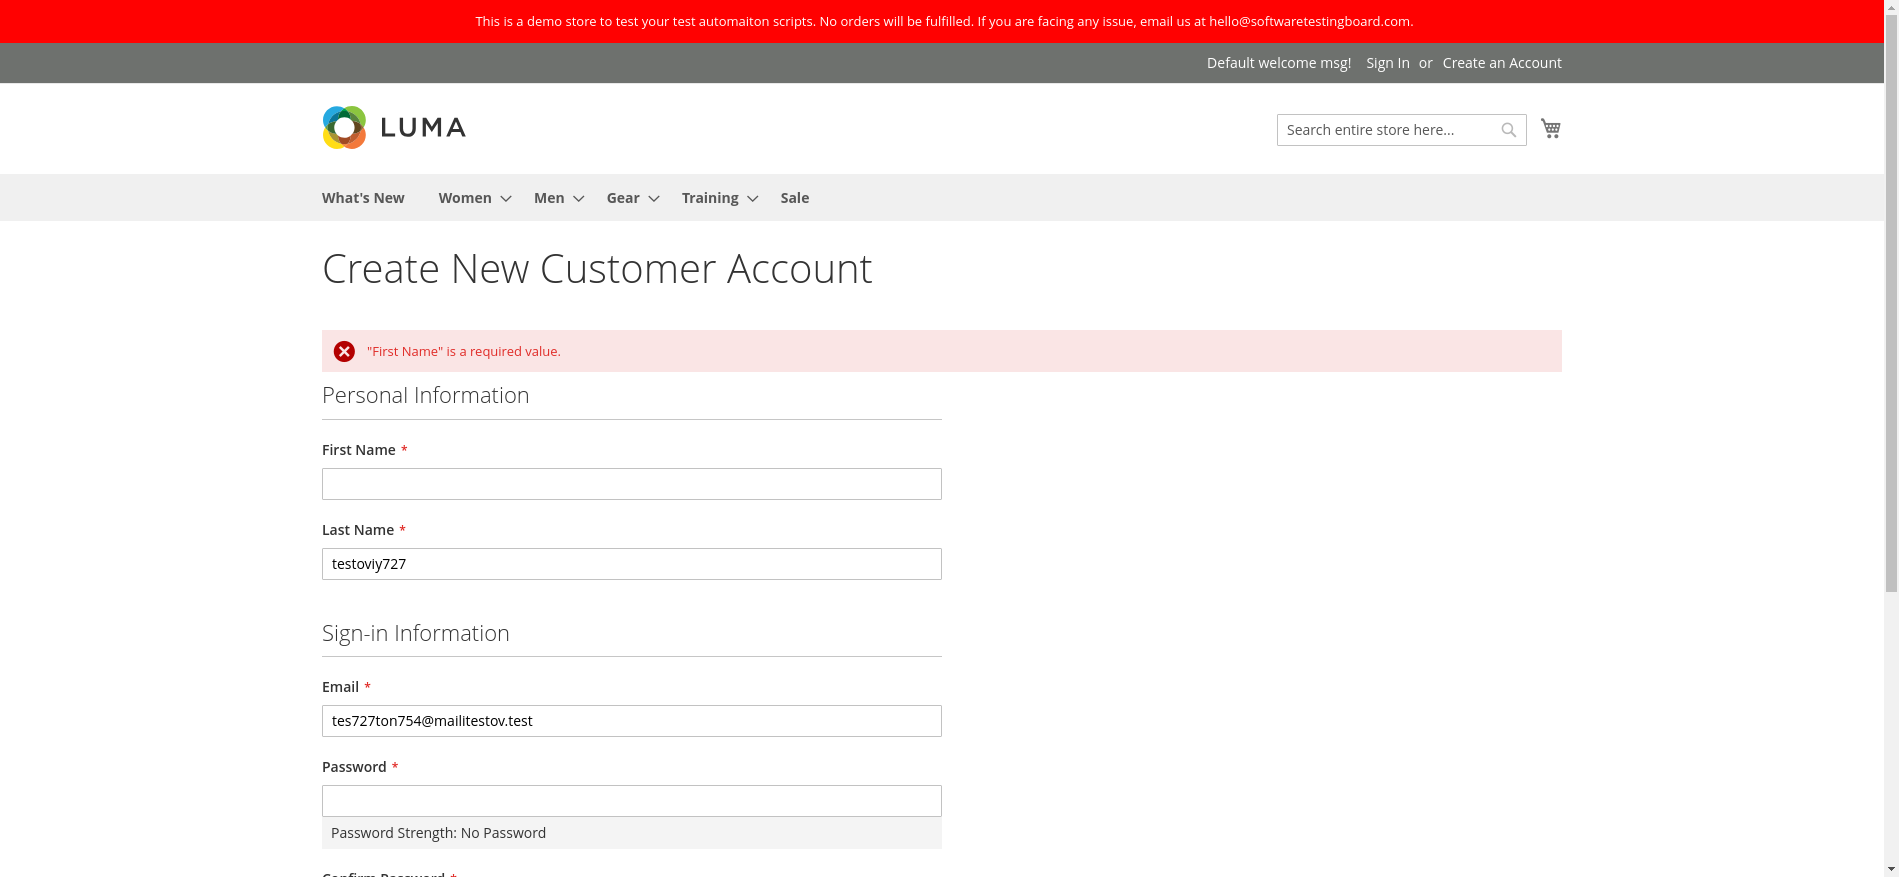 This is a demo store to test your test automaiton scripts. No orders will be fulfilled. If you are facing any issue, email us at hello@softwaretestingboard.com.
Default welcome msg! Sign In or Create an Account
LUMA
Search entire store here...
What's New Women Men Gear Training Sale
Create New Customer Account
"First Name" is a required value.
Personal Information
First Name *
Last Name *
testoviy727
Sign-in Information
Email *
tes727ton754@mailitestov.test
Password *
Password Strength: No Password
Confirm Password *